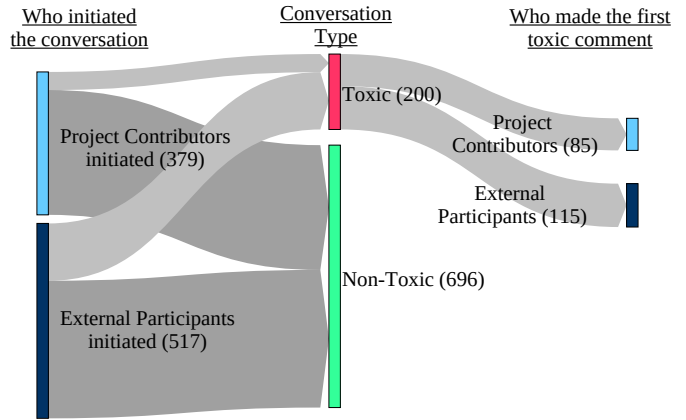 Who initiated
the conversation
Conversation
Type
Who made the first
toxic comment
Toxic (200)
Project Contributors
initiated (379)
Project
Contributors (85)
External
Participants (115)
Non-Toxic (696)
External Participants
initiated (517)